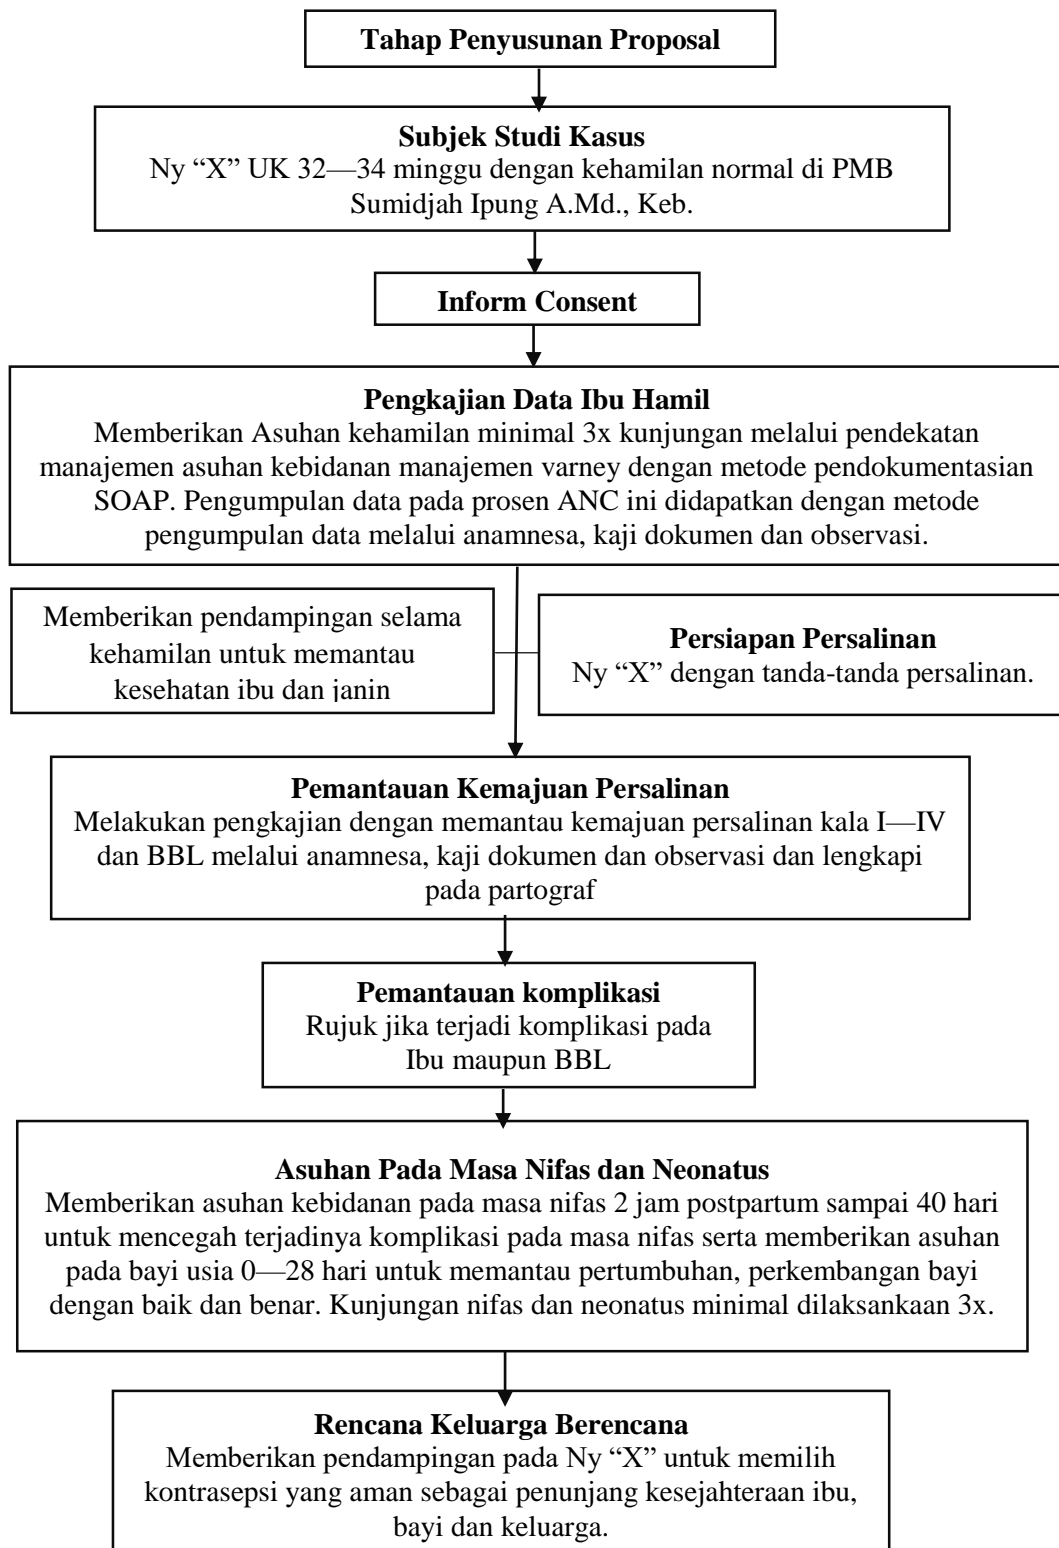 Tahap Penyusunan Proposal
Subjek Studi Kasus
Ny “X” UK 32—34 minggu dengan kehamilan normal di PMB
Sumidjah Ipung A.Md., Keb.
Inform Consent
Pengkajian Data Ibu Hamil
Memberikan Asuhan kehamilan minimal 3x kunjungan melalui pendekatan
manajemen asuhan kebidanan manajemen varney dengan metode pendokumentasian
SOAP. Pengumpulan data pada prosen ANC ini didapatkan dengan metode
pengumpulan data melalui anamnesa, kaji dokumen dan observasi.
Memberikan pendampingan selama
kehamilan untuk memantau
kesehatan ibu dan janin
Persiapan Persalinan
Ny “X” dengan tanda-tanda persalinan.
Pemantauan Kemajuan Persalinan
Melakukan pengkajian dengan memantau kemajuan persalinan kala I—IV
dan BBL melalui anamnesa, kaji dokumen dan observasi dan lengkapi
pada partograf
Pemantauan komplikasi
Rujuk jika terjadi komplikasi pada
Ibu maupun BBL
Asuhan Pada Masa Nifas dan Neonatus
Memberikan asuhan kebidanan pada masa nifas 2 jam postpartum sampai 40 hari
untuk mencegah terjadinya komplikasi pada masa nifas serta memberikan asuhan
pada bayi usia 0—28 hari untuk memantau pertumbuhan, perkembangan bayi
dengan baik dan benar. Kunjungan nifas dan neonatus minimal dilaksankaan 3x.
Rencana Keluarga Berencana
Memberikan pendampingan pada Ny “X” untuk memilih
kontrasepsi yang aman sebagai penunjang kesejahteraan ibu,
bayi dan keluarga.